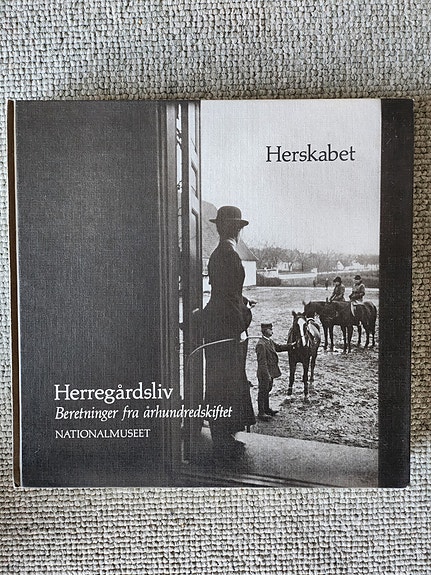 Herskabet
Herregårdsliv
Beretninger fra århundredskiftet
NATIONALMUSEET